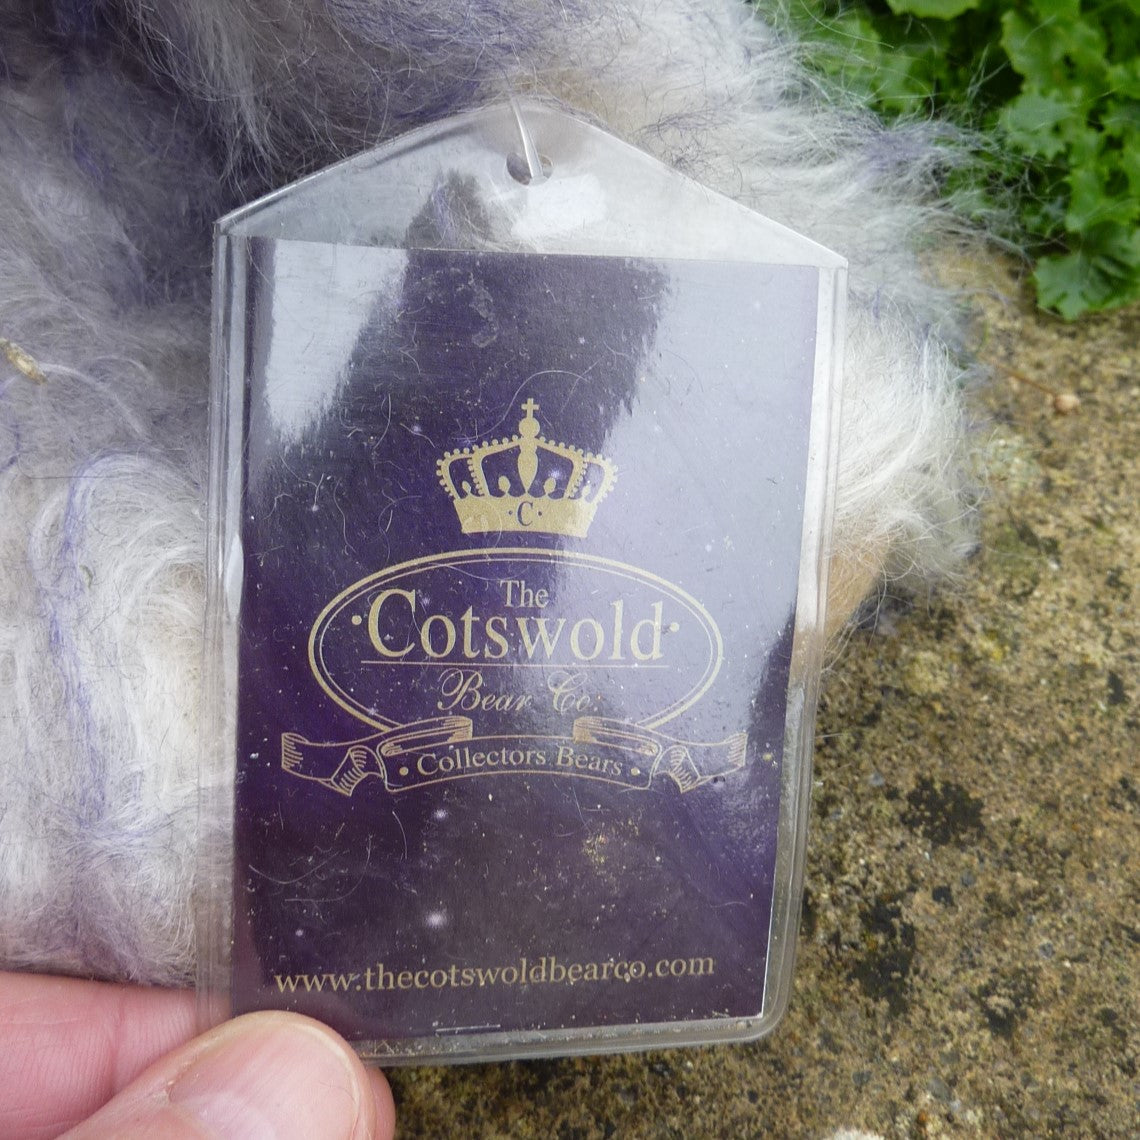 ·C·
The
·Cotswold·
Bear Co.
• Collectors Bears •
www.thecotswoldbearco.com